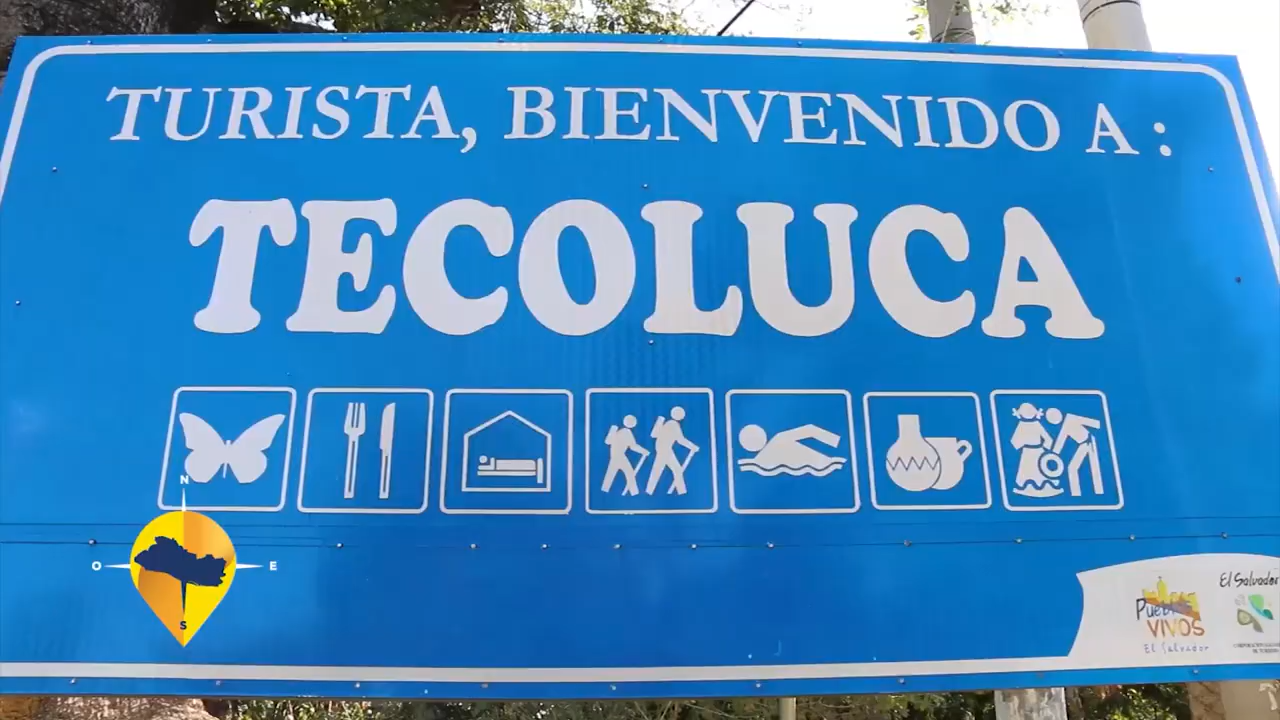 TURISTA, BIENVENIDO A :
TECOLUCA
N
O E
S
El Salvador
VIVOS
El Salvador